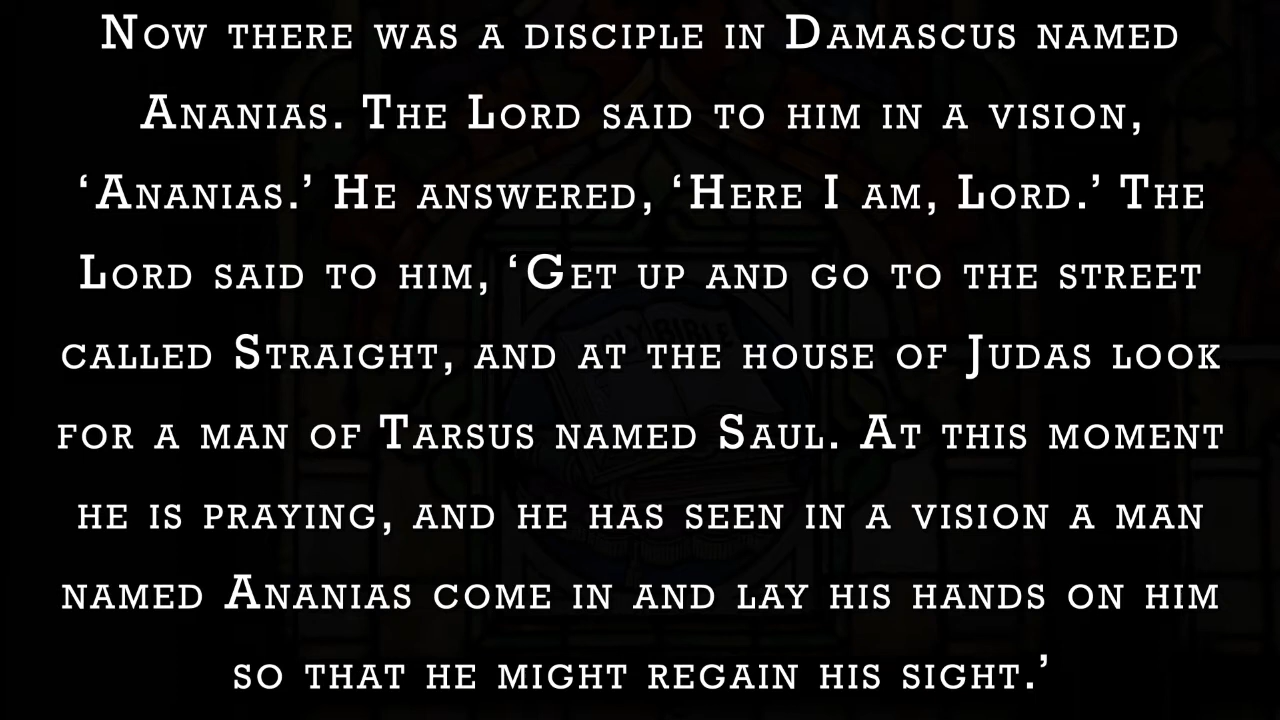 Now there was a disciple in Damascus named
Ananias. The Lord said to him in a vision,
‘Ananias.’ He answered, ‘Here I am, Lord.’ The
Lord said to him, ‘Get up and go to the street
called Straight, and at the house of Judas look
for a man of Tarsus named Saul. At this moment
he is praying, and he has seen in a vision a man
named Ananias come in and lay his hands on him
so that he might regain his sight.’
HOLY BIBLE